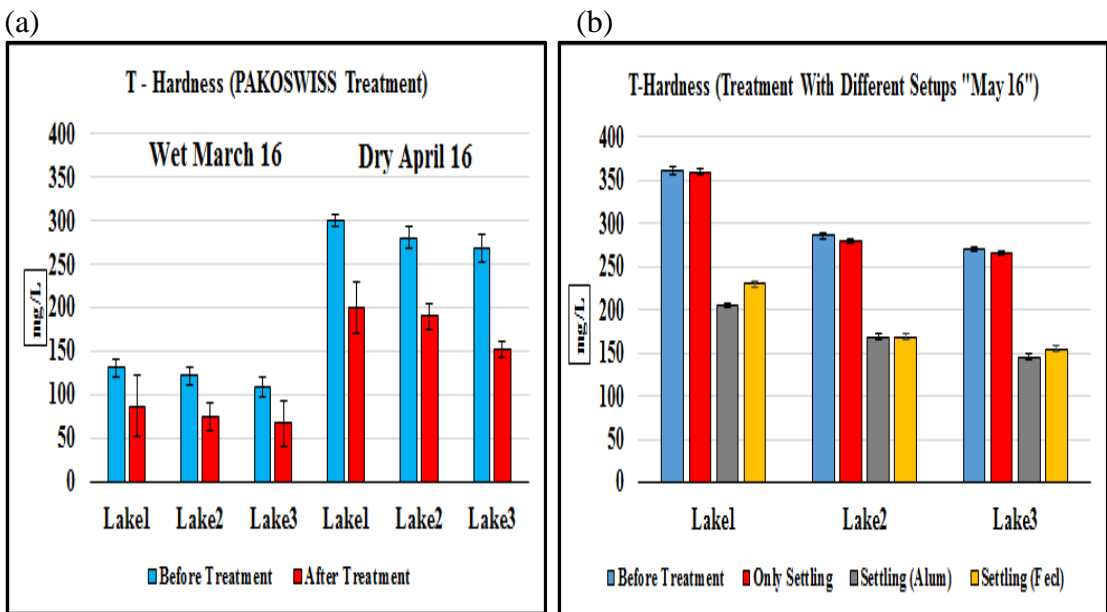 (a)
T - Hardness (PAKOSWISS Treatment)
400
350
300
250
200
150
100
50
0
mg/L
Wet March 16
Dry April 16
Lake1 Lake2 Lake3 Lake1 Lake2 Lake3
Before Treatment After Treatment
(b)
T-Hardness (Treatment With Different Setups "May 16")
400
350
300
250
200
150
100
50
0
mg/L
Lake1 Lake2 Lake3
Before Treatment Only Settling Settling (Alum) Settling (Fecl)